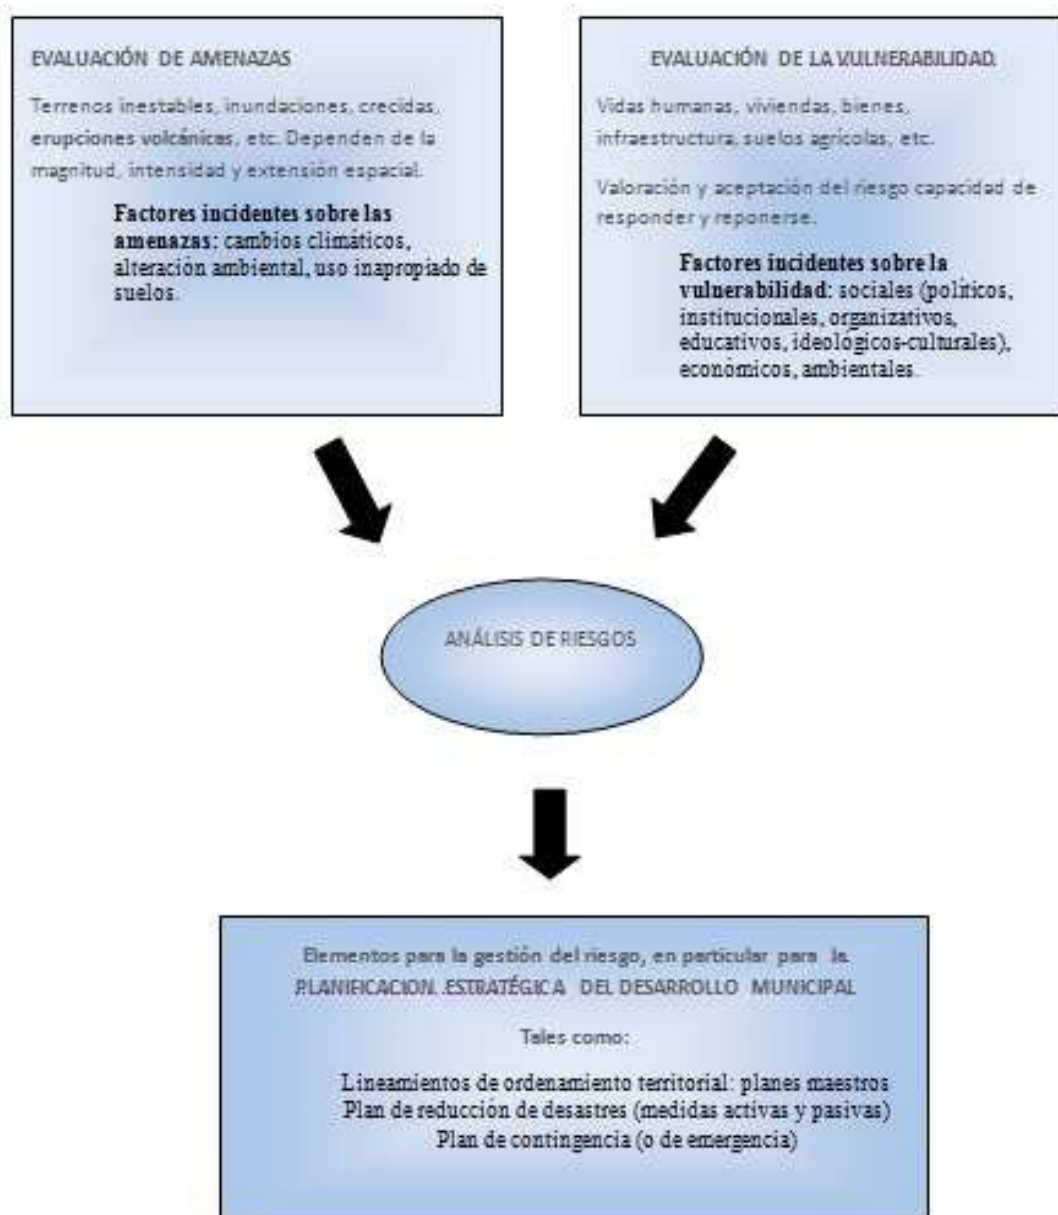 EVALUACIÓN DE AMENAZAS
Terrenos inestables, inundaciones, crecidas,
erupciones volcánicas, etc. Dependen de la
magnitud, intensidad y extensión espacial.
Factores incidentes sobre las
amenazas: cambios climáticos,
alteración ambiental, uso inapropiado de
suelos.
EVALUACIÓN DE LA VULNERABILIDAD
Vidas humanas, viviendas, bienes,
infraestructura, suelos agrícolas, etc.
Valoración y aceptación del riesgo capacidad de
responder y reponerse.
Factores incidentes sobre la
vulnerabilidad: sociales (políticos,
institucionales, organizativos,
educativos, ideológicos-culturales),
económicos, ambientales.
ANÁLISIS DE RIESGOS
Elementos para la gestión del riesgo, en particular para la
PLANIFICACION ESTRATÉGICA DEL DESARROLLO MUNICIPAL
Tales como:
Lineamientos de ordenamiento territorial: planes maestros
Plan de reducción de desastres (medidas activas y pasivas)
Plan de contingencia (o de emergencia)